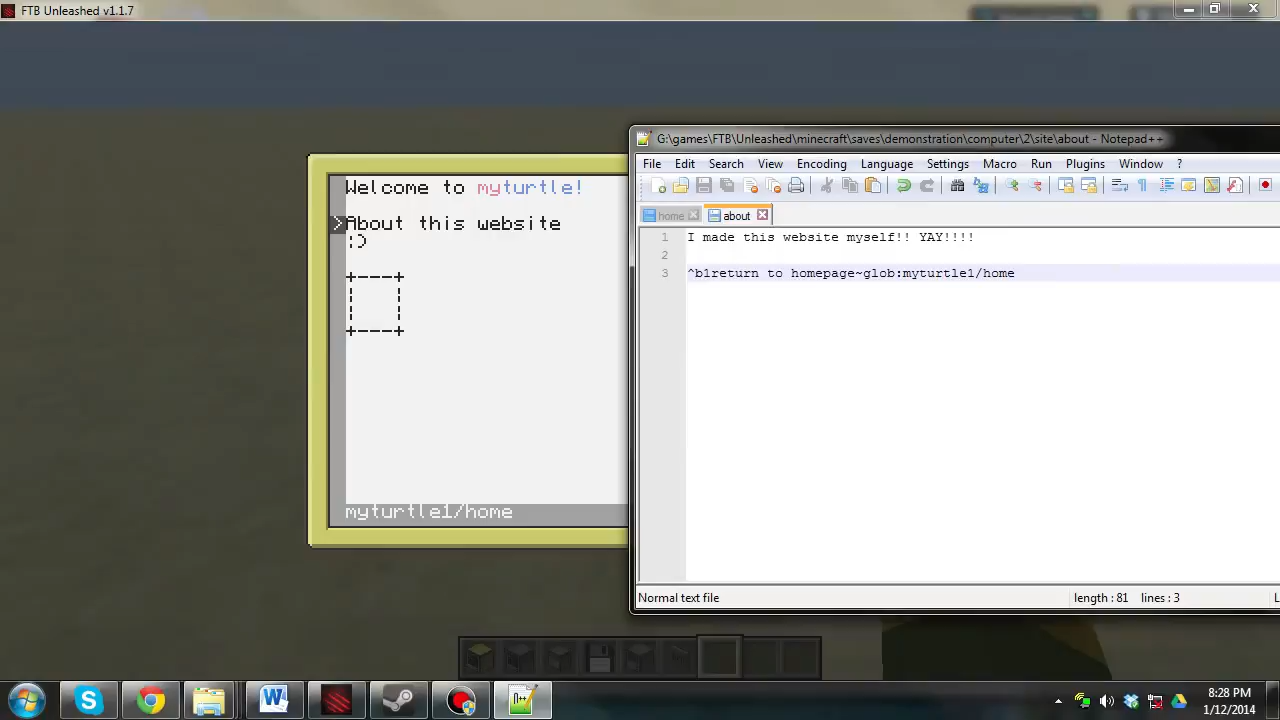 FTB Unleashed v1.1.7
Welcome to myturtle!
>About this website
:)
+---+
+---+
myturtle1/home
G:\games\FTB\Unleashed\minecraft\saves\demonstration\computer\2\site\about - Notepad++
File Edit Search View Encoding Language Settings Macro Run Plugins Window ?
home about
1 I made this website myself!! YAY!!!!
2
3 ^b1return to homepage~glob:myturtle1/home
Normal text file length : 81 lines : 3 L
8:28 PM
1/12/2014